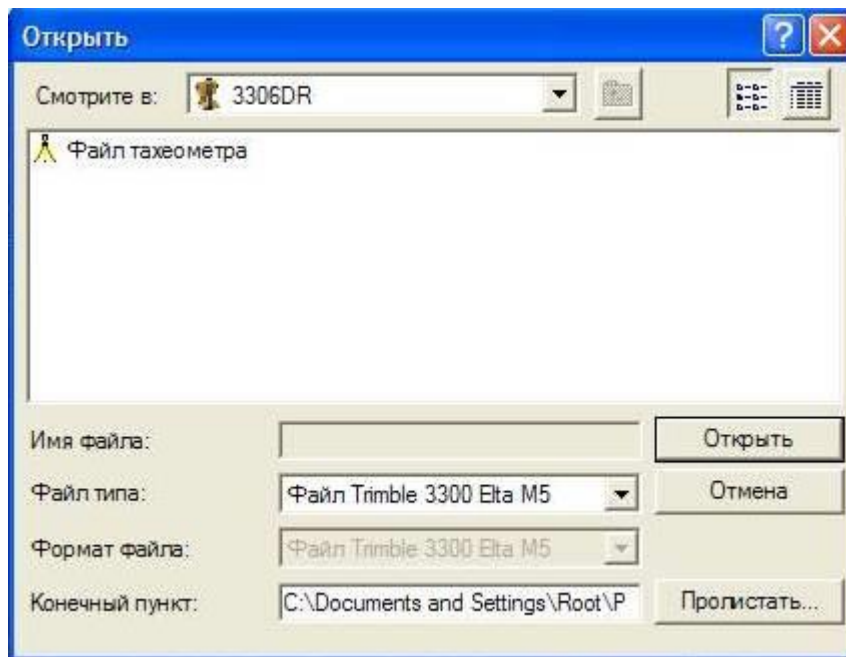 Открыть
Смотрите в: 3306DR
Файл тахеометра
Имя файла: Открыть
Файл типа: Файл Trimble 3300 Elta M5 Отмена
Формат файла: Файл Trimble 3300 Elta M5
Конечный пункт: C:\Documents and Settings\Root\P Пролистать...